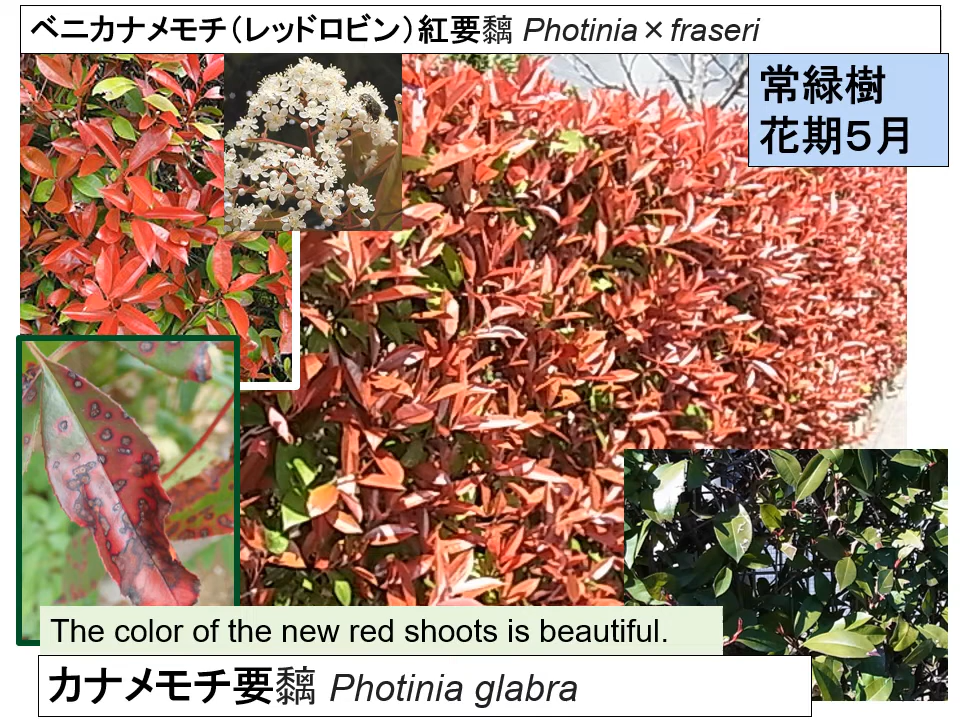 ベニカナメモチ（レッドロビン）紅要黐 Photinia×fraseri
常緑樹
花期５月
The color of the new red shoots is beautiful.
カナメモチ要黐 Photinia glabra